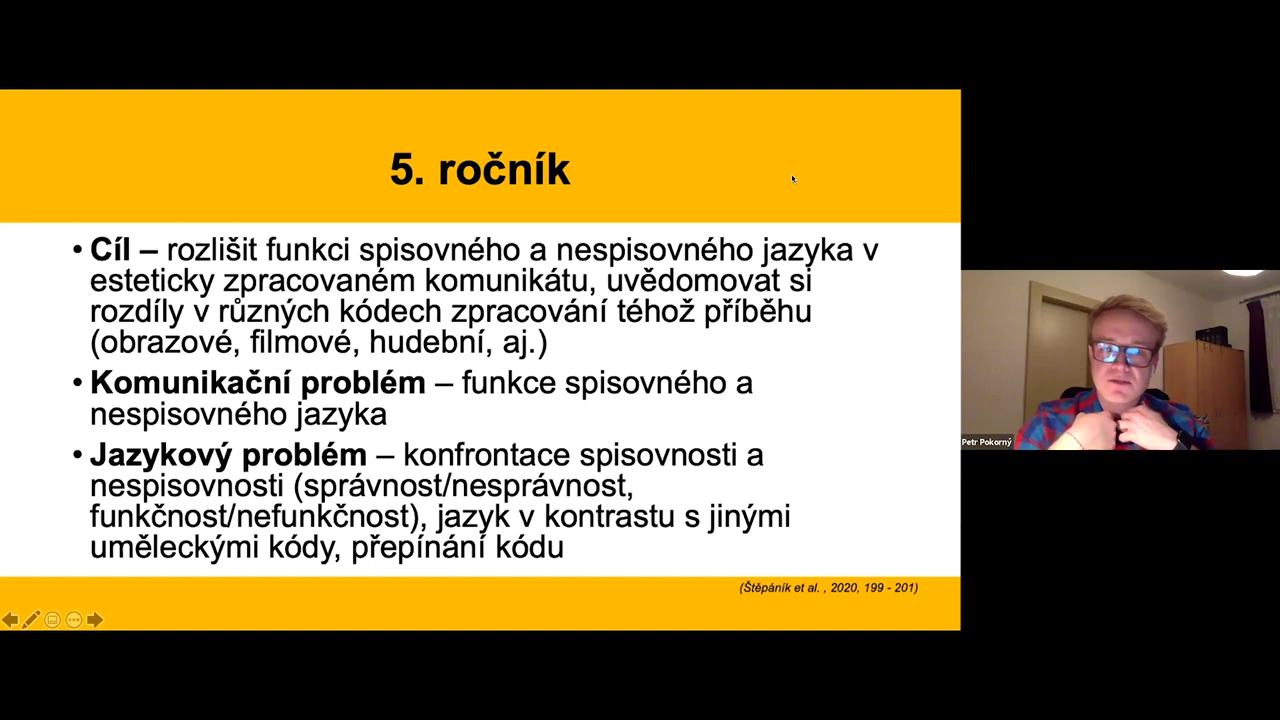 5. ročník
• Cíl – rozlišit funkci spisovného a nespisovného jazyka v
esteticky zpracovaném komunikátu, uvědomovat si
rozdíly v různých kódech zpracování téhož příběhu
(obrazové, filmové, hudební, aj.)
• Komunikační problém – funkce spisovného a
nespisovného jazyka
• Jazykový problém – konfrontace spisovnosti a
nespisovnosti (správnost/nesprávnost,
funkčnost/nefunkčnost), jazyk v kontrastu s jinými
uměleckými kódy, přepínání kódu
(Štěpáník et al. , 2020, 199 - 201)
Petr Pokorný